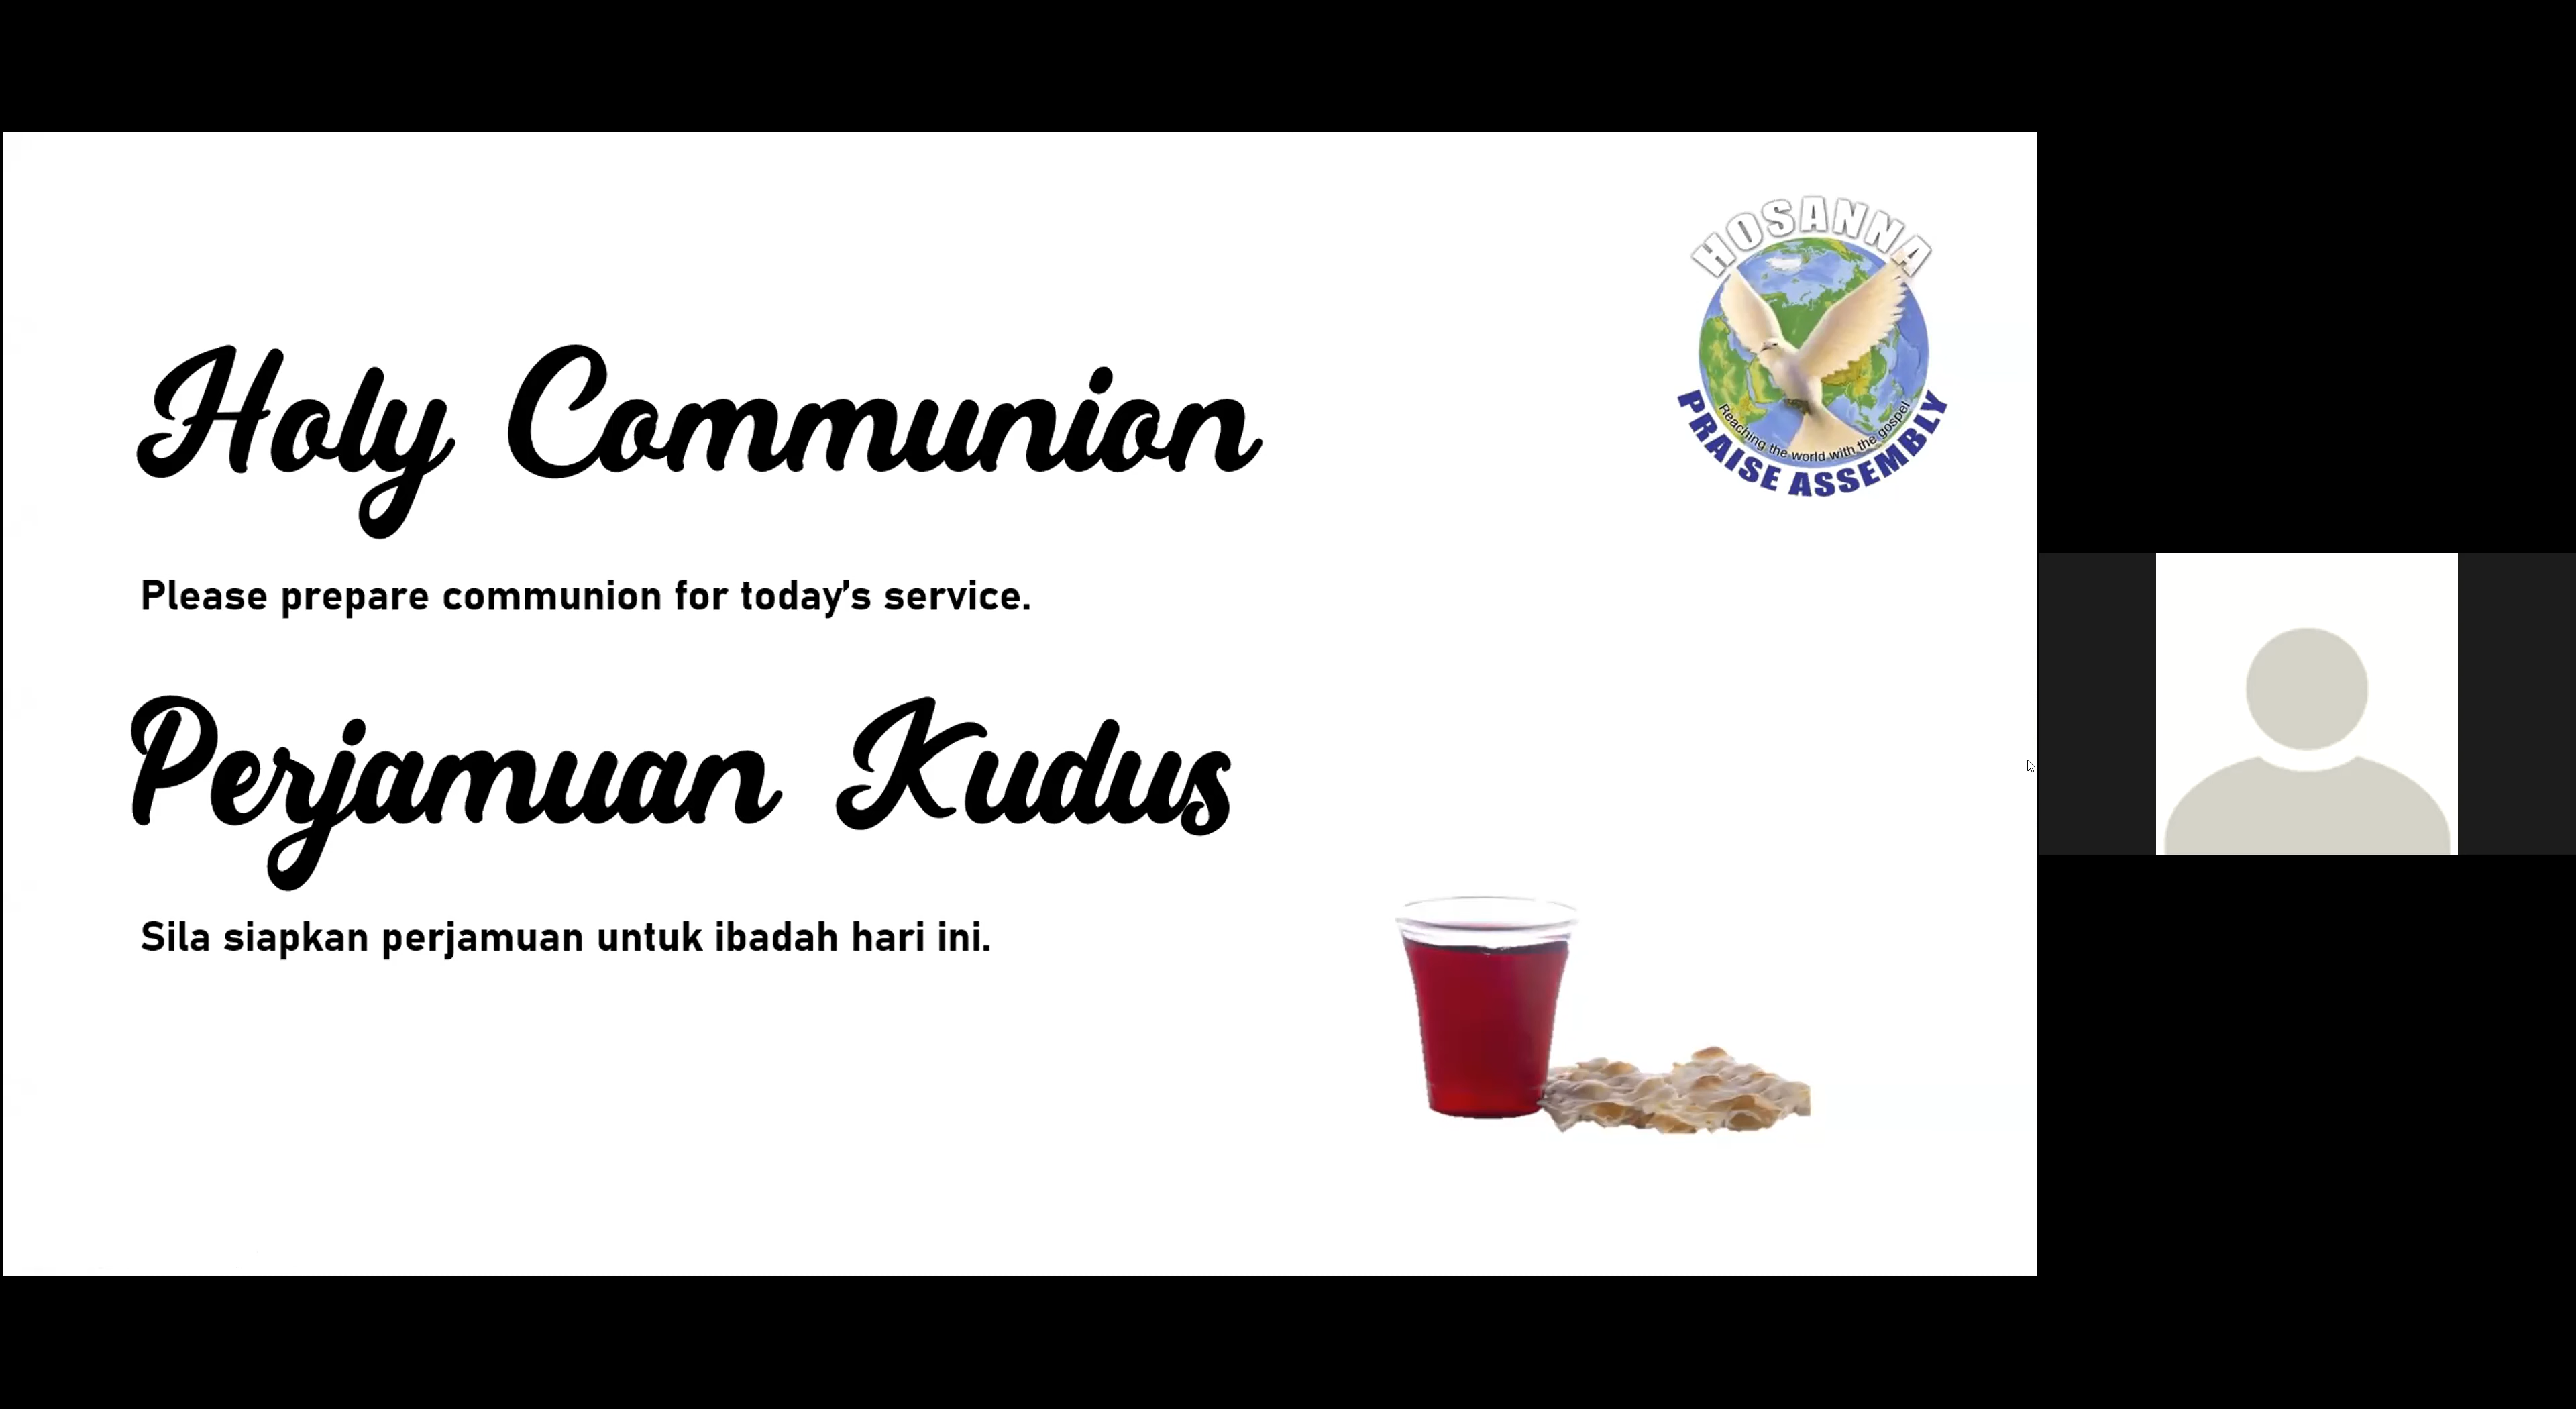 HOSANNA
Reaching the world with the gospel
PRAISE ASSEMBLY
Holy Communion
Please prepare communion for today's service.
Perjamuan Kudus
Sila siapkan perjamuan untuk ibadah hari ini.